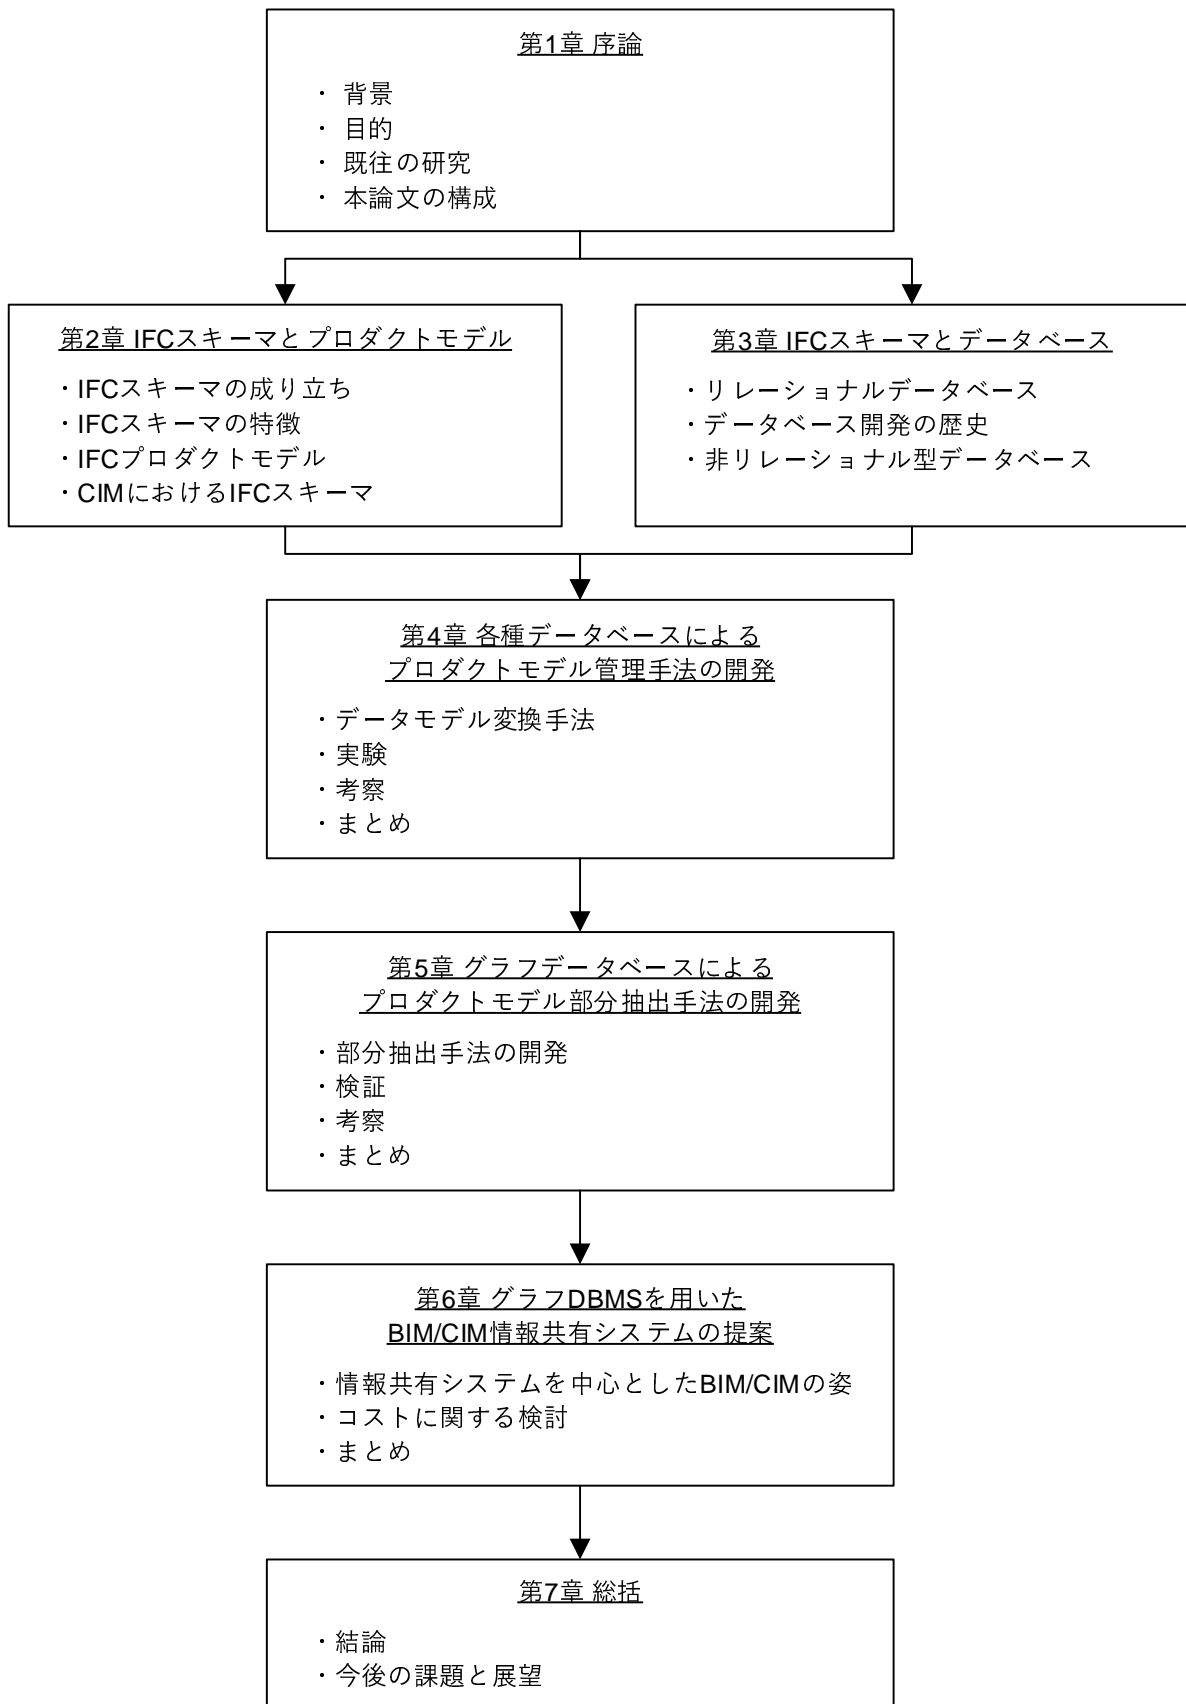 第1章 序論
・ 背景
・ 目的
・ 既往の研究
・ 本論文の構成
第2章 IFCスキーマとプロダクトモデル
・IFCスキーマの成り立ち
・IFCスキーマの特徴
・IFCプロダクトモデル
・CIMにおけるIFCスキーマ
第3章 IFCスキーマとデータベース
・リレーショナルデータベース
・データベース開発の歴史
・非リレーショナル型データベース
第4章 各種データベースによる
プロダクトモデル管理手法の開発
・データモデル変換手法
・実験
・考察
・まとめ
第5章 グラフデータベースによる
プロダクトモデル部分抽出手法の開発
・部分抽出手法の開発
・検証
・考察
・まとめ
第6章 グラフDBMSを用いた
BIM/CIM情報共有システムの提案
・情報共有システムを中心としたBIM/CIMの姿
・コストに関する検討
・まとめ
第7章 総括
・結論
・今後の課題と展望